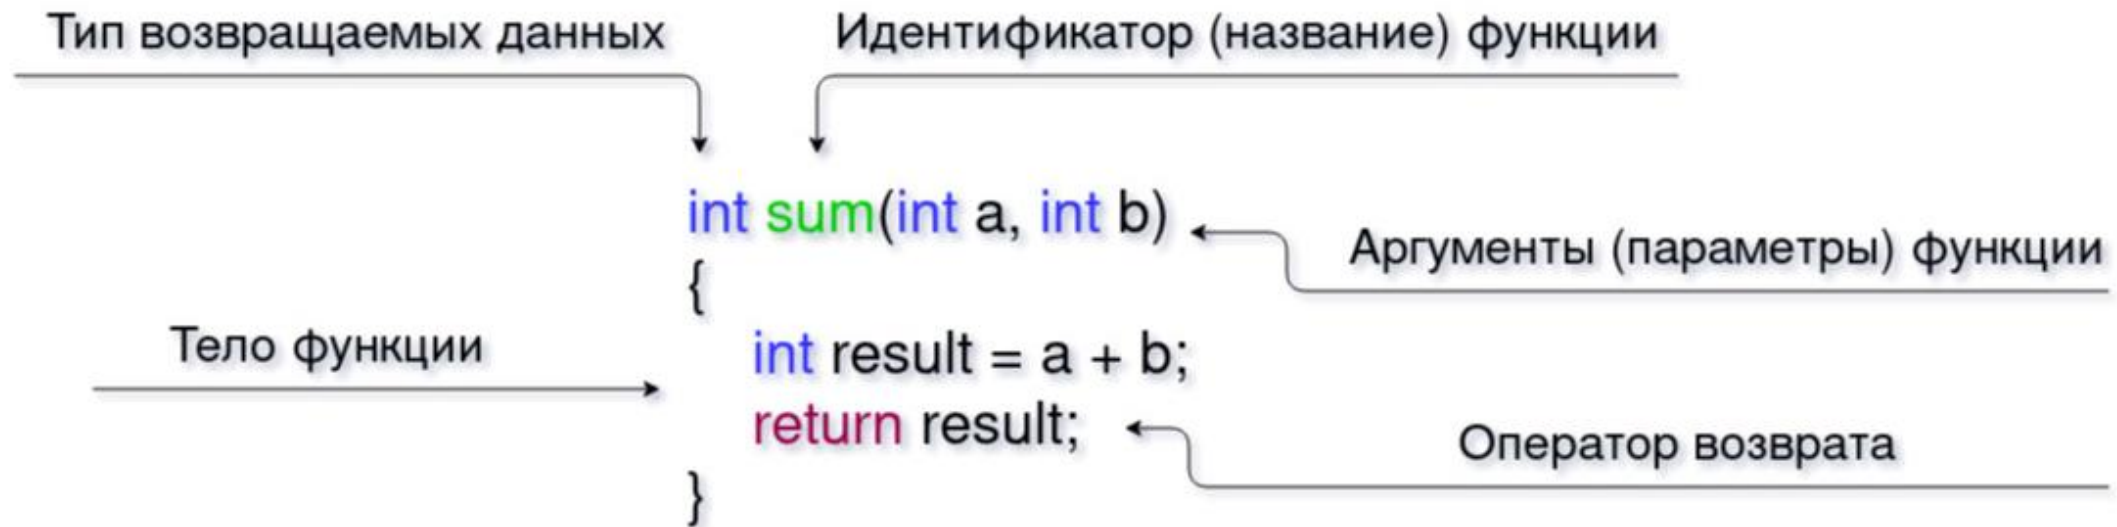 Тип возвращаемых данных
Идентификатор (название) функции
int sum(int a, int b)
Аргументы (параметры) функции
{
Тело функции
int result = a + b;
return result;
Оператор возврата
}